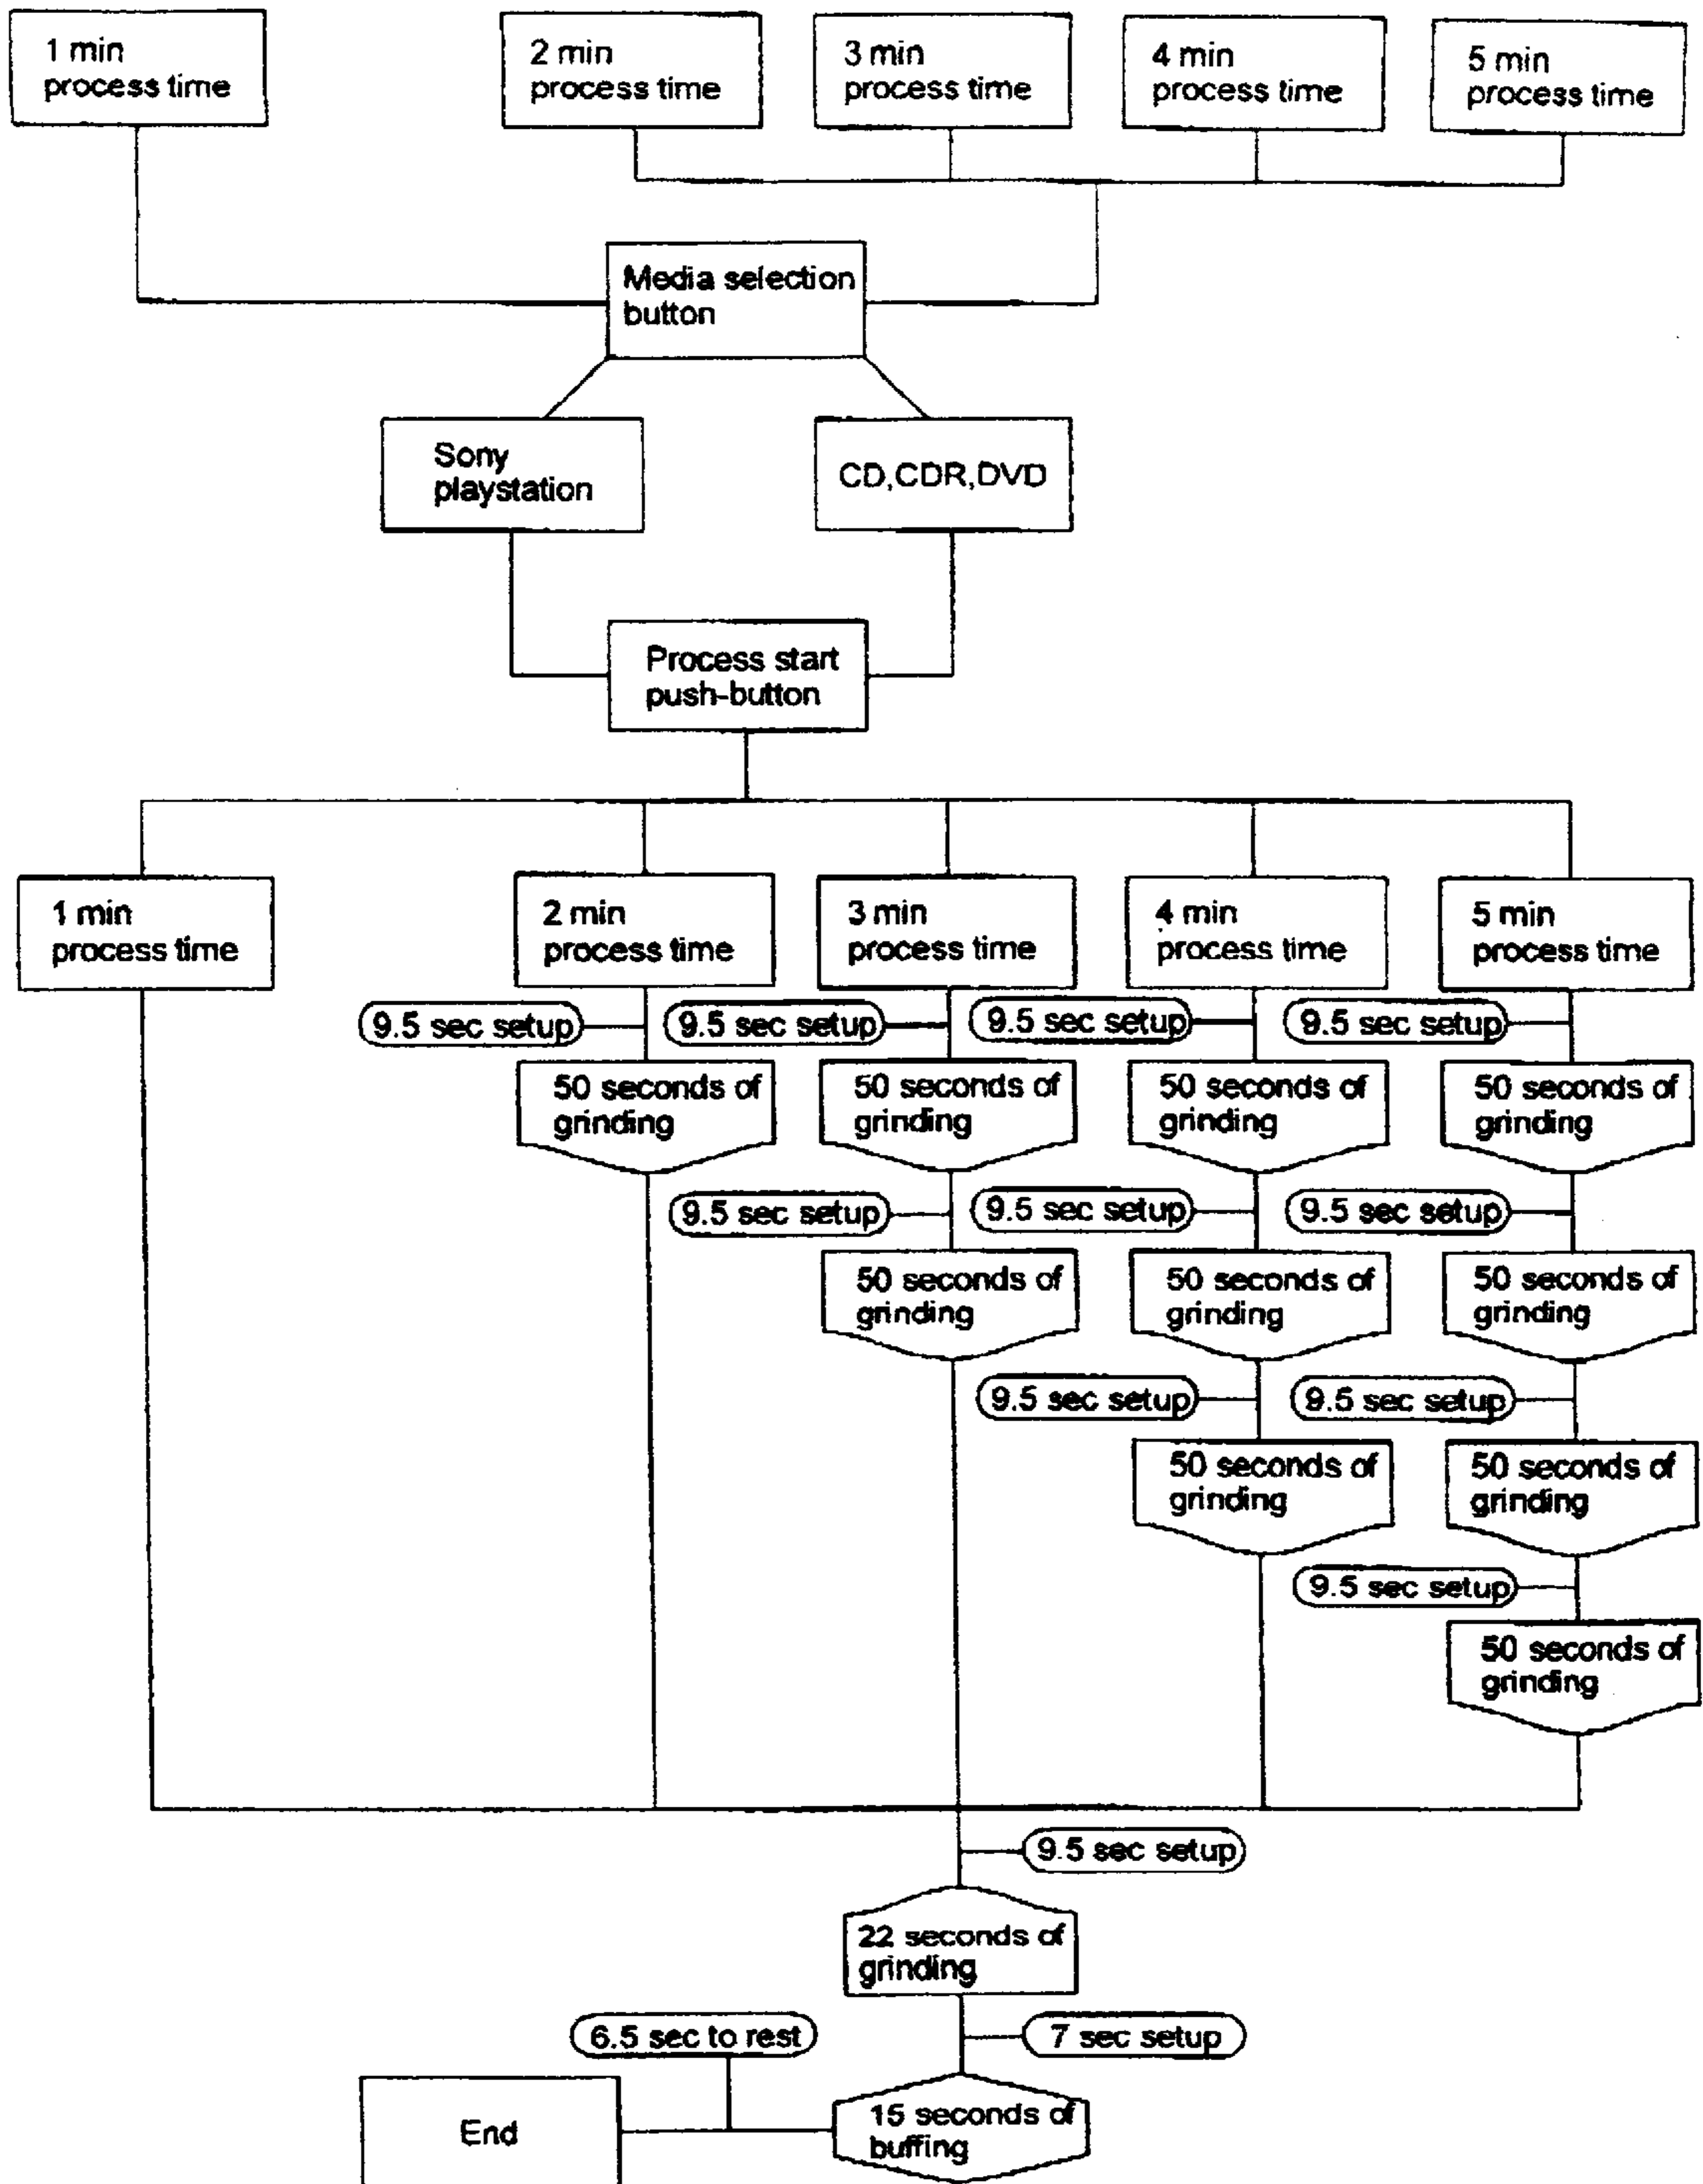 1 min
process time
2 min
process time
3 min
process time
4 min
process time
5 min
process time
Media selection
button
Sony
playstation
CD,CDR,DVD
Process start
push-button
1 min
process time
2 min
process time
3 min
process time
4 min
process time
5 min
process time
9.5 sec setup
9.5 sec setup
9.5 sec setup
9.5 sec setup
50 seconds of
grinding
50 seconds of
grinding
50 seconds of
grinding
50 seconds of
grinding
9.5 sec setup
9.5 sec setup
9.5 sec setup
50 seconds of
grinding
50 seconds of
grinding
50 seconds of
grinding
9.5 sec setup
9.5 sec setup
50 seconds of
grinding
50 seconds of
grinding
9.5 sec setup
50 seconds of
grinding
9.5 sec setup
22 seconds of
grinding
6.5 sec to rest
7 sec setup
End
15 seconds of
buffing